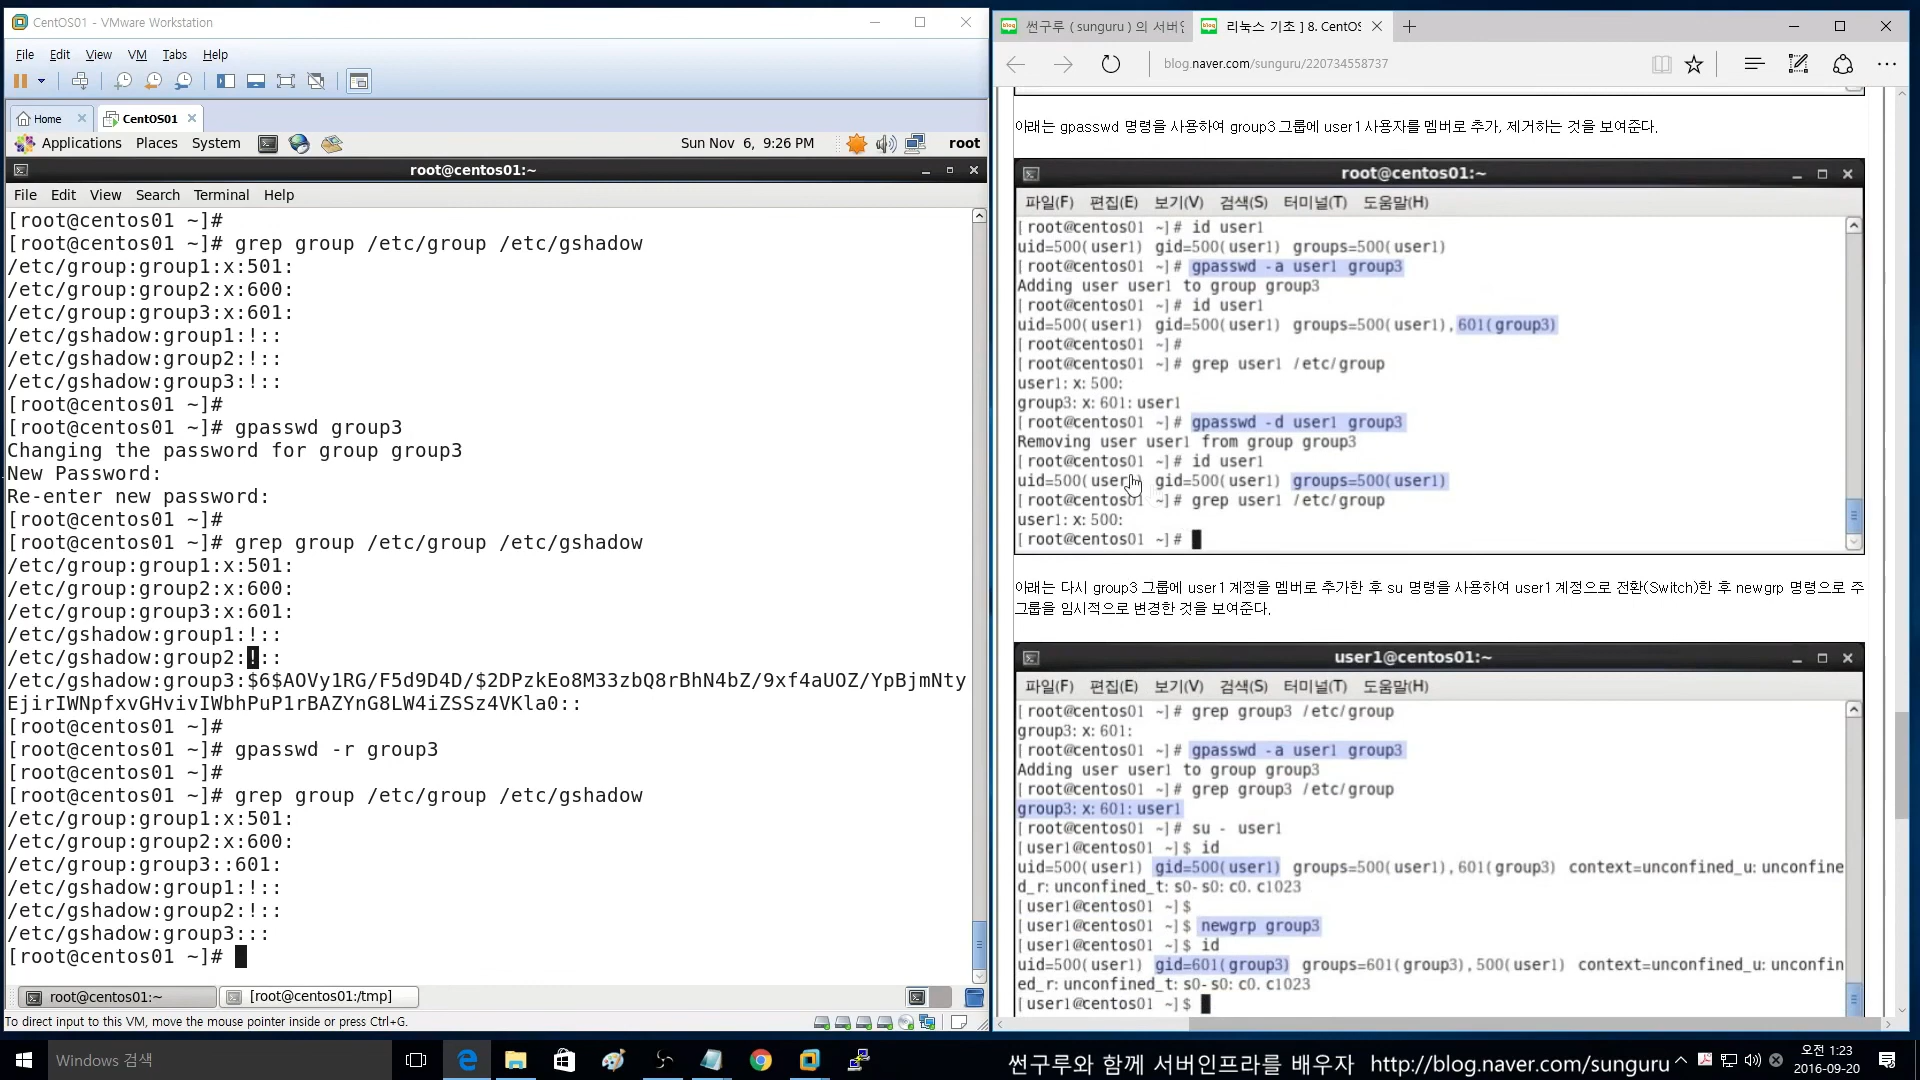 CentOS01 - VMware Workstation
File Edit View VM Tabs Help
Home CentOS01
Applications Places System Sun Nov 6, 9:26 PM root
root@centos01:~
File Edit View Search Terminal Help
[root@centos01 ~]#
[root@centos01 ~]# grep group /etc/group /etc/gshadow
/etc/group:group1:x:501:
/etc/group:group2:x:600:
/etc/group:group3:x:601:
/etc/gshadow:group1:!::
/etc/gshadow:group2:!::
/etc/gshadow:group3:!::
[root@centos01 ~]#
[root@centos01 ~]# gpasswd group3
Changing the password for group group3
New Password:
Re-enter new password:
[root@centos01 ~]#
[root@centos01 ~]# grep group /etc/group /etc/gshadow
/etc/group:group1:x:501:
/etc/group:group2:x:600:
/etc/group:group3:x:601:
/etc/gshadow:group1:!::
/etc/gshadow:group2:!::
/etc/gshadow:group3:$6$AOVy1RG/F5d9D4D/$2DPzkEo8M33zbQ8rBhN4bZ/9xf4aUOZ/YpBjmNty
EjirIWNpfxvGHvivIWbhPuP1rBAZYnG8LW4iZSSz4VKla0::
[root@centos01 ~]#
[root@centos01 ~]# gpasswd -r group3
[root@centos01 ~]#
[root@centos01 ~]# grep group /etc/group /etc/gshadow
/etc/group:group1:x:501:
/etc/group:group2:x:600:
/etc/group:group3::601:
/etc/gshadow:group1:!::
/etc/gshadow:group2:!::
/etc/gshadow:group3:::
[root@centos01 ~]#
root@centos01:~ [root@centos01:/tmp]
To direct input to this VM, move the mouse pointer inside or press Ctrl+G.
썬구루 ( sunguru ) 의 서버인 리눅스 기초 ] 8. CentOS
blog.naver.com/sunguru/220734558737
아래는 gpasswd 명령을 사용하여 group3 그룹에 user1 사용자를 멤버로 추가, 제거하는 것을 보여준다.
root@centos01:~
파일(F) 편집(E) 보기(V) 검색(S) 터미널(T) 도움말(H)
[root@centos01 ~]# id user1
uid=500(user1) gid=500(user1) groups=500(user1)
[root@centos01 ~]# gpasswd -a user1 group3
Adding user user1 to group group3
[root@centos01 ~]# id user1
uid=500(user1) gid=500(user1) groups=500(user1),601(group3)
[root@centos01 ~]#
[root@centos01 ~]# grep user1 /etc/group
user1:x:500:
group3:x:601:user1
[root@centos01 ~]# gpasswd -d user1 group3
Removing user user1 from group group3
[root@centos01 ~]# id user1
uid=500(user1) gid=500(user1) groups=500(user1)
[root@centos01 ~]# grep user1 /etc/group
user1:x:500:
[root@centos01 ~]#
아래는 다시 group3 그룹에 user1 계정을 멤버로 추가한 후 su 명령을 사용하여 user1 계정으로 전환(Switch)한 후 newgrp 명령으로 주
그룹을 임시적으로 변경한 것을 보여준다.
user1@centos01:~
파일(F) 편집(E) 보기(V) 검색(S) 터미널(T) 도움말(H)
[root@centos01 ~]# grep group3 /etc/group
group3:x:601:
[root@centos01 ~]# gpasswd -a user1 group3
Adding user user1 to group group3
[root@centos01 ~]# grep group3 /etc/group
group3:x:601:user1
[root@centos01 ~]# su - user1
[user1@centos01 ~]$ id
uid=500(user1) gid=500(user1) groups=500(user1),601(group3) context=unconfined_u:unconfine
d_r:unconfined_t:s0-s0:c0.c1023
[user1@centos01 ~]$
[user1@centos01 ~]$ newgrp group3
[user1@centos01 ~]$ id
uid=500(user1) gid=601(group3) groups=601(group3),500(user1) context=unconfined_u:unconfin
ed_r:unconfined_t:s0-s0:c0.c1023
[user1@centos01 ~]$
Windows 검색
썬구루와 함께 서버인프라를 배우자 http://blog.naver.com/sunguru
오전 1:23
2016-09-20